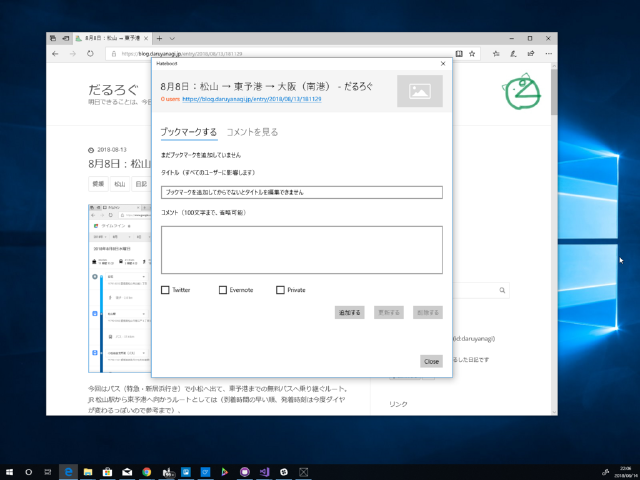 8月8日：松山 → 東予港
https://blog.daruyanagi.jp/entry/2018/08/13/181129
だるろぐ
明日できることは、今日
2018-08-13
8月8日：松山
愛媛
松山
日記
Hateboot
8月8日：松山 → 東予港 → 大阪（南港） - だるろぐ
0 users https://blog.daruyanagi.jp/entry/2018/08/13/181129
ブックマークする コメントを見る
まだブックマークを追加していません
タイトル（すべてのユーザーに影響します）
ブックマークを追加してからでないとタイトルを編集できません
コメント（100文字まで、省略可能）
Twitter
Evernote
Private
追加する
更新する
削除する
Close
(id:daruyanagi)
した日記です
リンク
今回はバス（特急・新居浜行き）で小松へ出て、東予港までの無料バスへ乗り継ぐルート。
JR 松山駅から東予港へ向かうルートとしては（到着時間の早い順、発着時刻は今度ダイヤ
が変わるっぽいので参考まで）、
22:06
2018/08/14